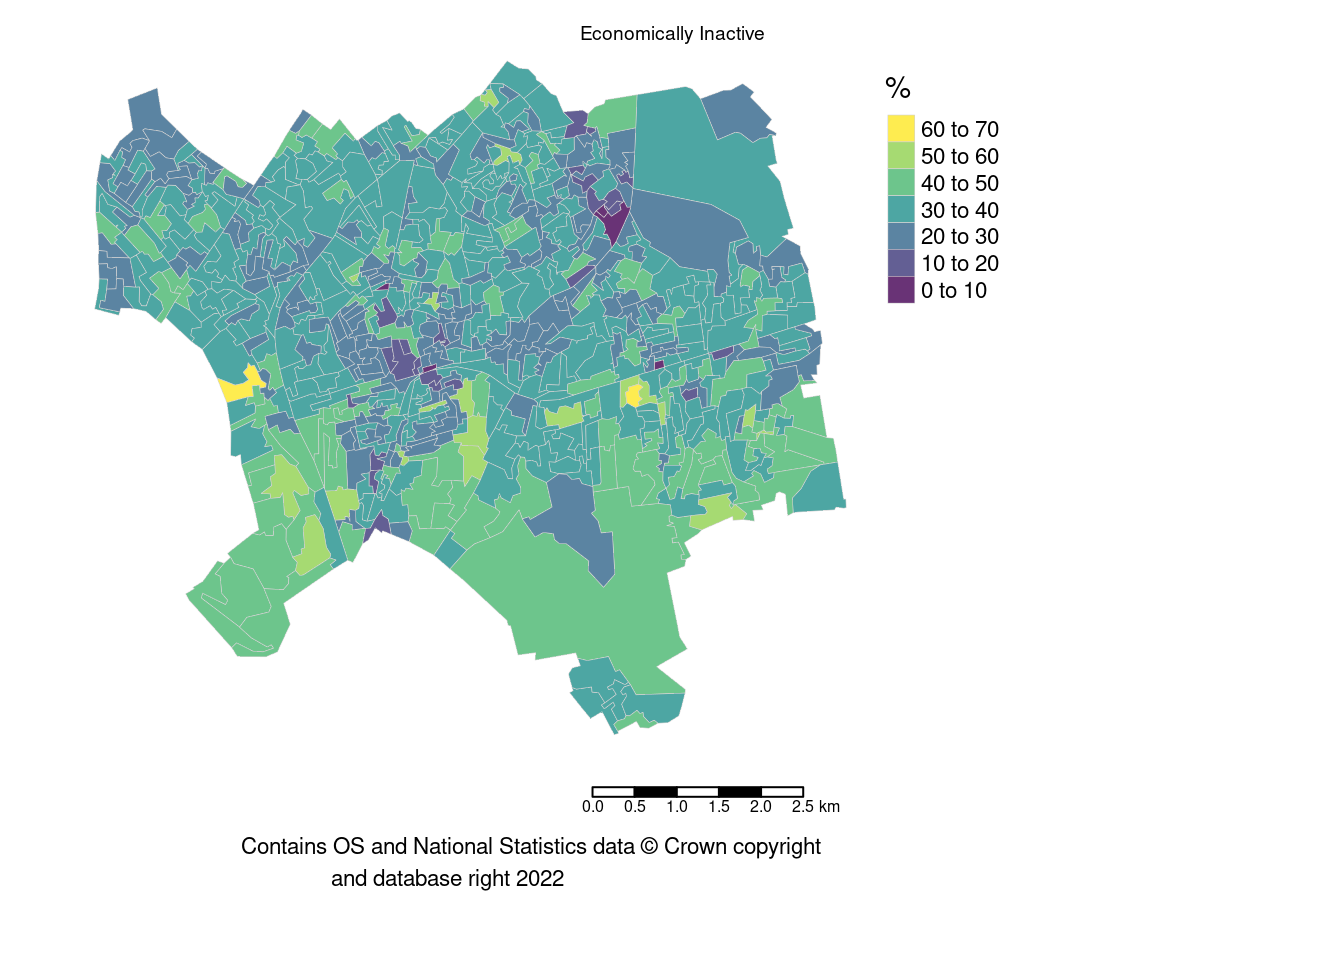 Economically Inactive
%
60 to 70
50 to 60
40 to 50
30 to 40
20 to 30
10 to 20
0 to 10
0.0 0.5 1.0 1.5 2.0 2.5 km
Contains OS and National Statistics data © Crown copyright
and database right 2022